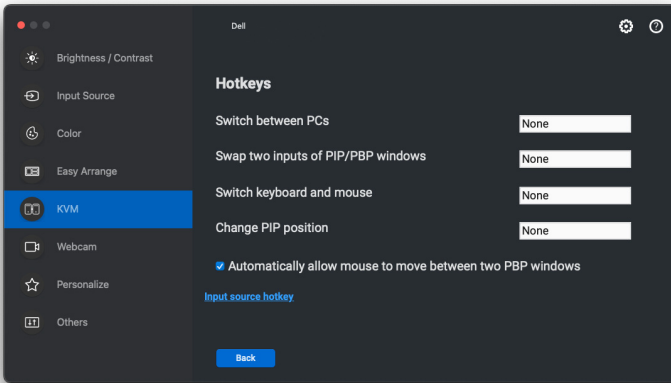 Dell
Brightness / Contrast
Input Source
Color
Easy Arrange
KVM
Webcam
Personalize
Others
Hotkeys
Switch between PCs
None
Swap two inputs of PIP/PBP windows
None
Switch keyboard and mouse
None
Change PIP position
None
Automatically allow mouse to move between two PBP windows
Input source hotkey
Back